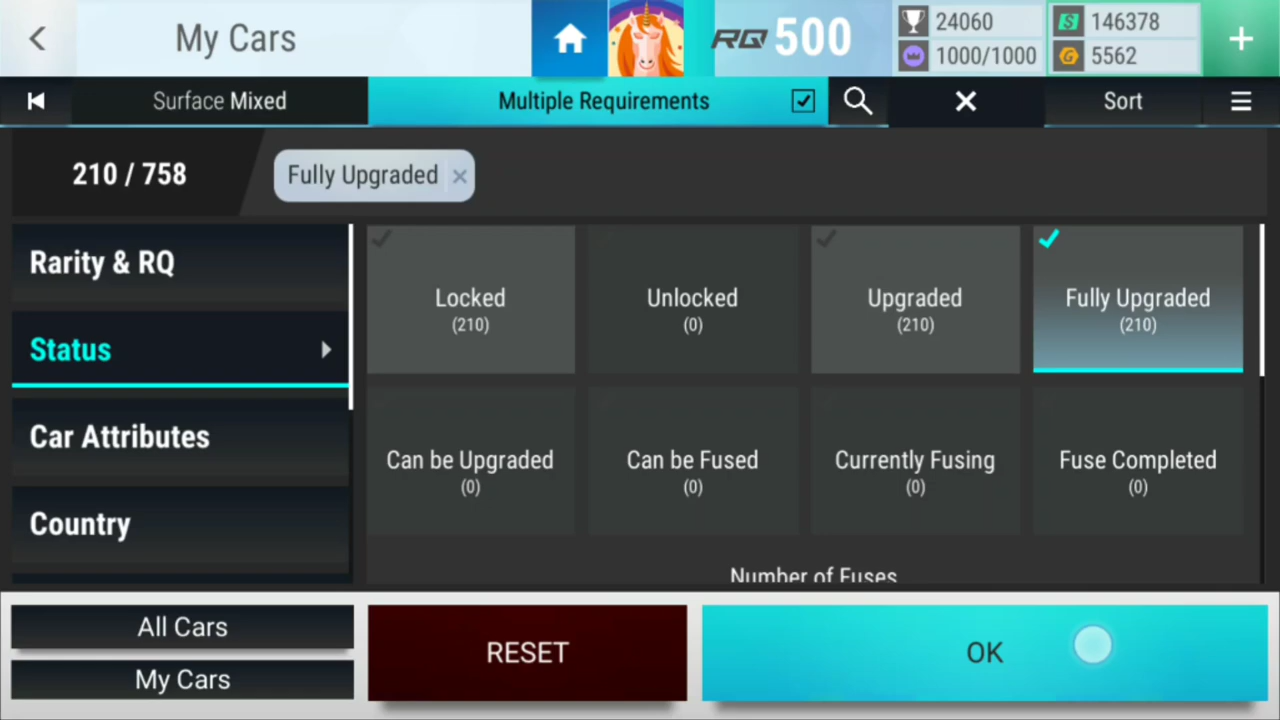 My Cars
RQ 500
24060
1000/1000
146378
5562
+
Surface Mixed
Multiple Requirements
Sort
210 / 758
Fully Upgraded
Rarity & RQ
Status
Car Attributes
Country
Locked
(210)
Unlocked
(0)
Upgraded
(210)
Fully Upgraded
(210)
Can be Upgraded
(0)
Can be Fused
(0)
Currently Fusing
(0)
Fuse Completed
(0)
Number of Fuses
All Cars
My Cars
RESET
OK